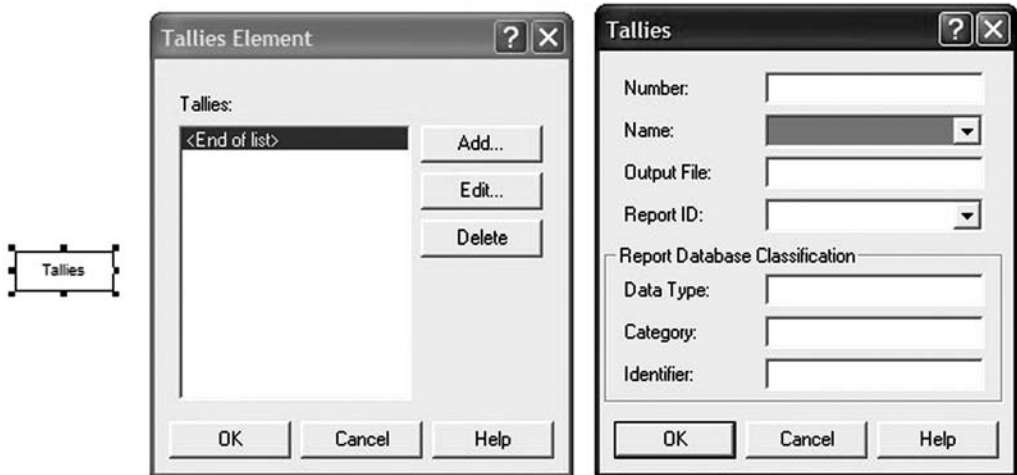 Tallies
Tallies Element
Tallies:
<End of list>
Add...
Edit...
Delete
OK
Cancel
Help
Tallies
Number:
Name:
Output File:
Report ID:
Report Database Classification
Data Type:
Category:
Identifier:
OK
Cancel
Help